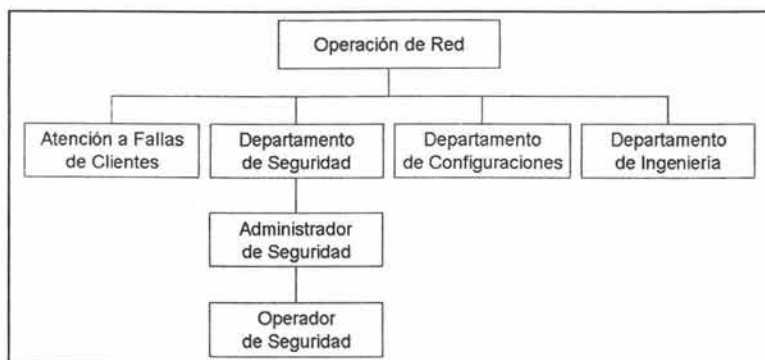 Operación de Red
Atención a Fallas
de Clientes
Departamento
de Seguridad
Departamento
de Configuraciones
Departamento
de Ingeniería
Administrador
de Seguridad
Operador
de Seguridad